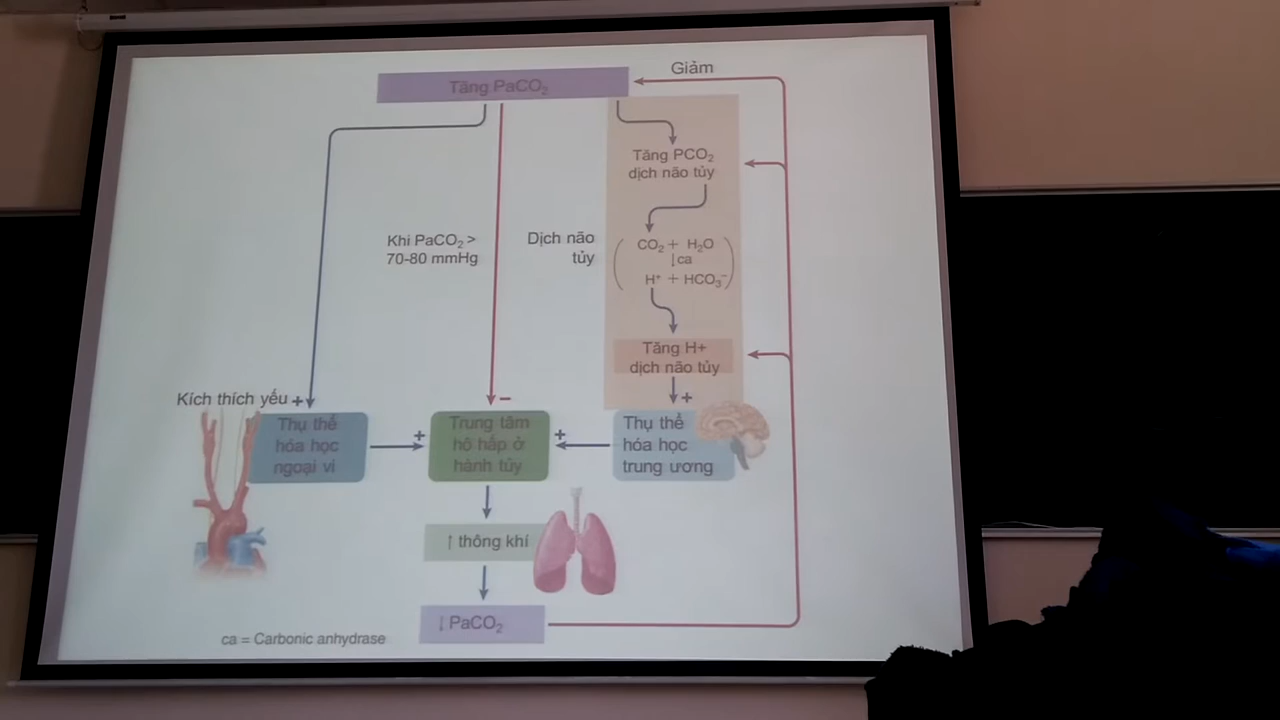 Giảm
Tăng PaCO₂
Tăng PCO₂
dịch não tủy
Khi PaCO₂ >
70-80 mmHg
Dịch não
tủy
CO₂ + H₂O
↓ca
H⁺ + HCO₃⁻
Tăng H+
dịch não tủy
Kích thích yếu +
−
+
Thụ thể
hóa học
ngoại vi
+
Trung tâm
hô hấp ở
hành tủy
+
Thụ thể
hóa học
trung ương
↑ thông khí
↓PaCO₂
ca = Carbonic anhydrase